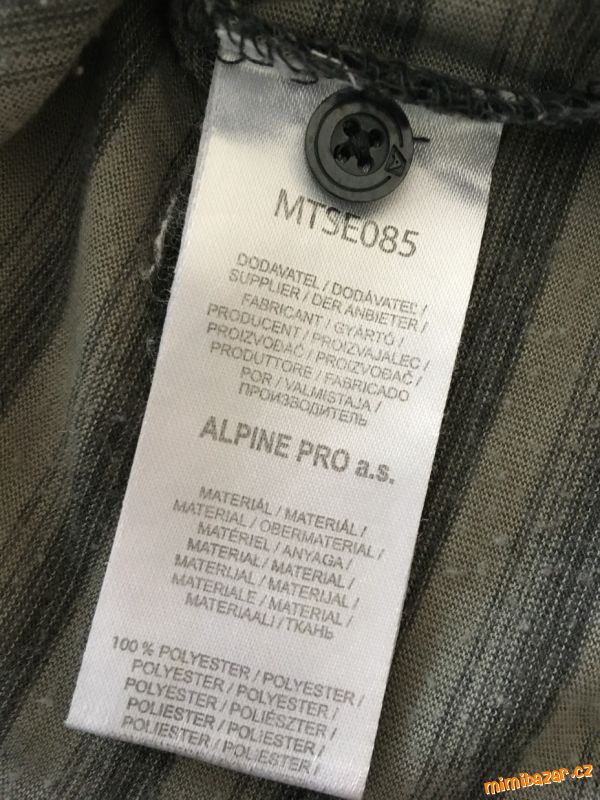 MTSE085
DODAVATEL / DODÁVATEĽ /
SUPPLIER / DER ANBIETER /
FABRICANT / GYÁRTÓ /
PRODUCENT / PROIZVAJALEC /
PROIZVOĐAČ / PROIZVOĐAČ /
PRODUTTORE / FABRICADO
POR / VALMISTAJA /
ПРОИЗВОДИТЕЛЬ
ALPINE PRO a.s.
MATERIÁL / MATERIÁL /
MATERIAL / OBERMATERIAL /
MATÉRIEL / ANYAGA /
MATERIAL / MATERIAL /
MATERIJAL / MATERIJAL /
MATERIALE / MATERIAL /
MATERIAALI / ТКАНЬ
100 % POLYESTER / POLYESTER /
POLYESTER / POLYESTER /
POLYESTER / POLIÉSZTER /
POLIESTER / POLIESTER /
POLIESTER / POLIESTER /
mimibazar.cz